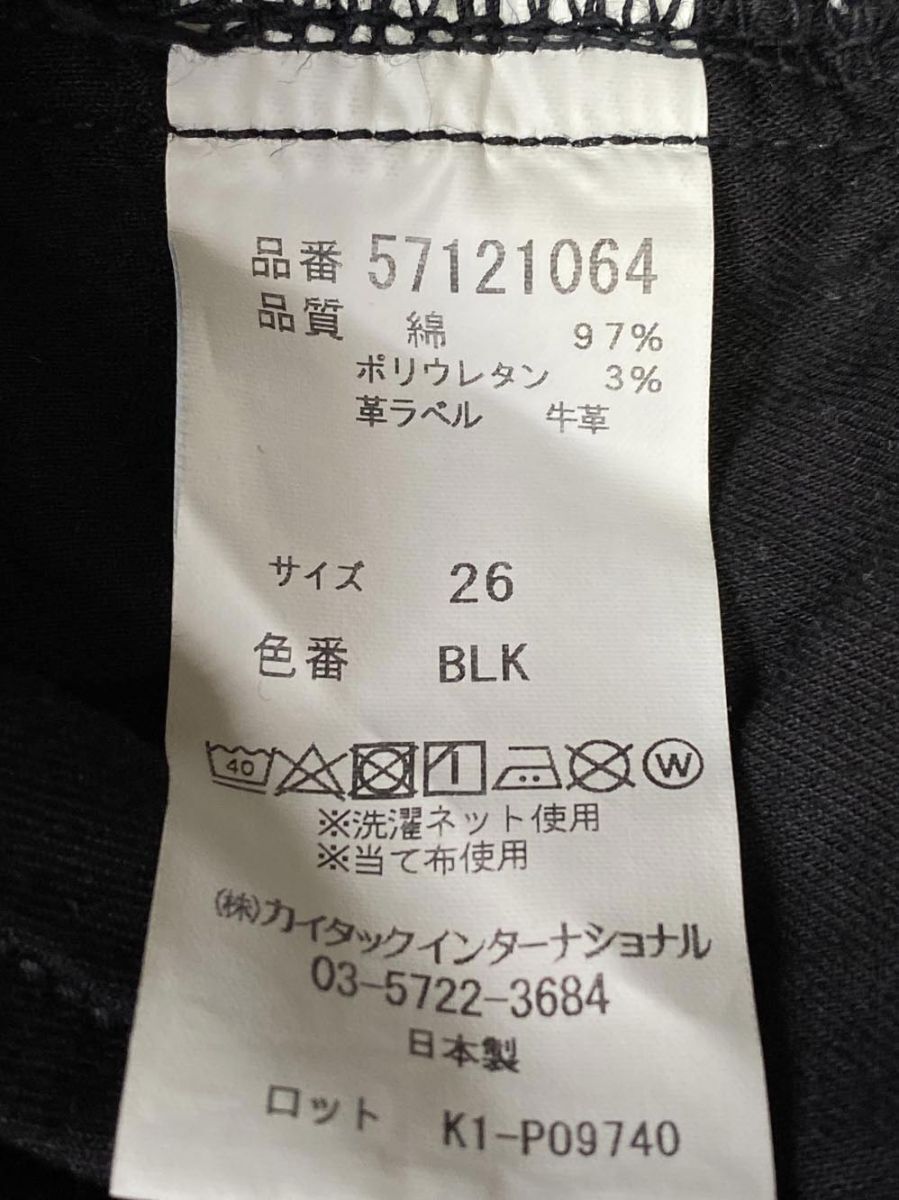 品番 57121064
品質 綿 97%
ポリウレタン 3%
革ラベル 牛革
サイズ 26
色番 BLK
40 W
※洗濯ネット使用
※当て布使用
(株)カイタックインターナショナル
03-5722-3684
日本製
ロット K1-P09740